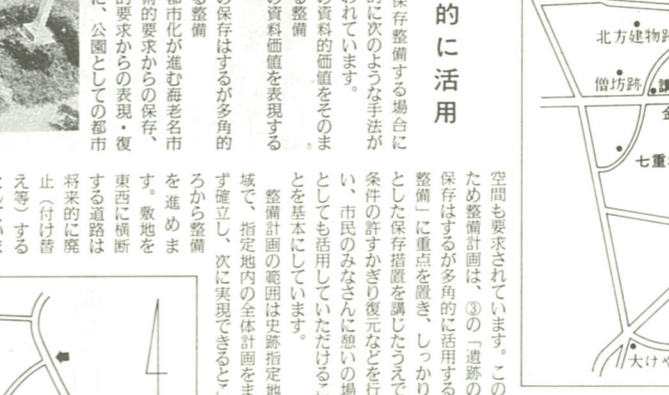 的に活用
保存整備する場合に
的に次のような手法が
われています。
の資料的価値をそのま
る整備
の資料価値を表現する
の保存はするが多角的
る整備
都市化が進む海老名市
術的要求からの保存、
的要求からの表現・復
に、公園としての都市
空間も要求されています。この
ため整備計画は、③の「遺跡の
保存はするが多角的に活用する
整備」に重点を置き、しっかり
とした保存措置を講じたうえで
条件の許すかぎり復元などを行
い、市民のみなさんに憩いの場
としても活用していただけるこ
とを基本にしています。
整備計画の範囲は史跡指定地
域で、指定地内の全体計画をま
ず確立し、次に実現できるとこ
ろから整備
を進めま
す。敷地を
東西に横断
する道路は
将来的に廃
止（付け替
え等）する
北方建物跡
僧坊跡
七重
大けや